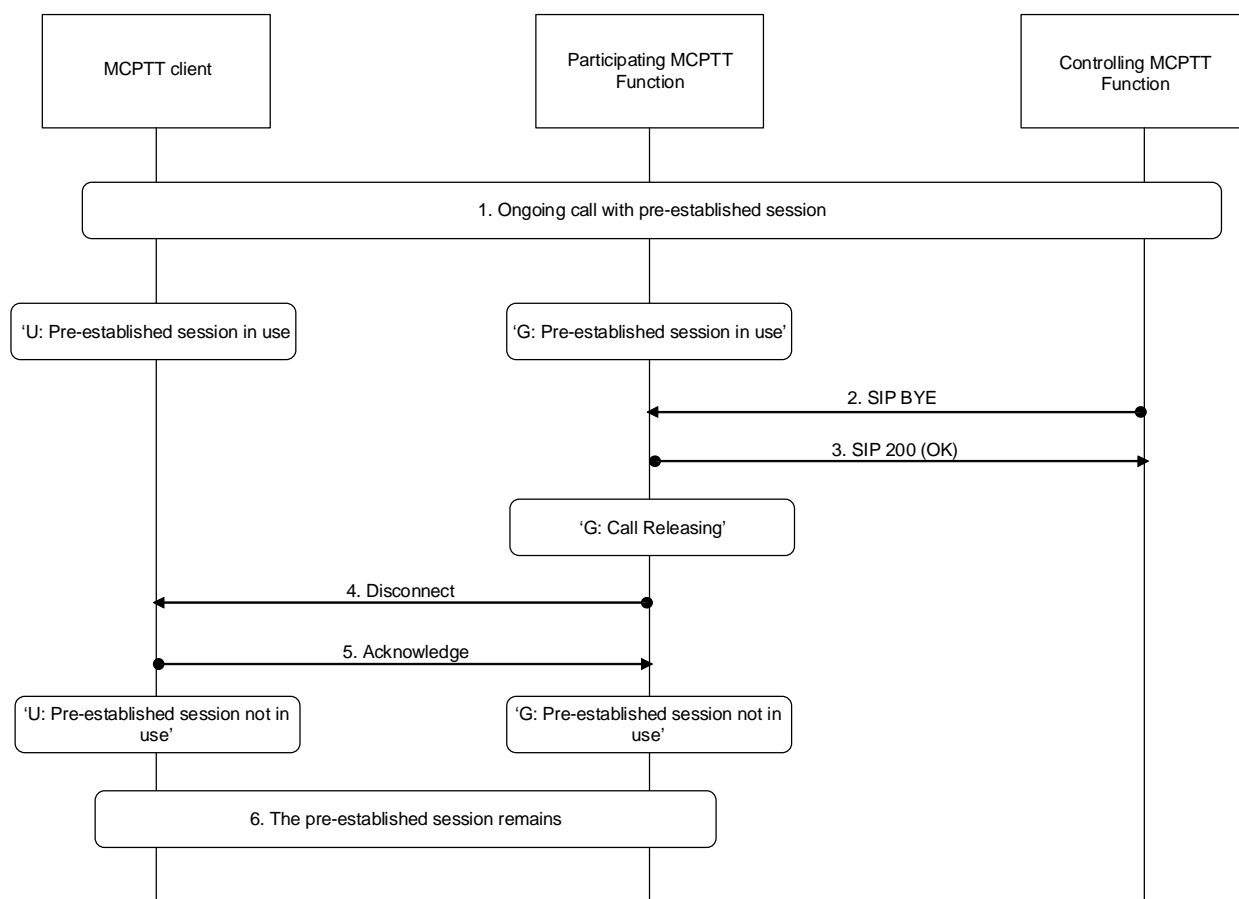 MCPTT client
Participating MCPTT
Function
Controlling MCPTT
Function
1. Ongoing call with pre-established session
‘U: Pre-established session in use
‘G: Pre-established session in use’
2. SIP BYE
3. SIP 200 (OK)
‘G: Call Releasing’
4. Disconnect
5. Acknowledge
‘U: Pre-established session not in
use’
‘G: Pre-established session not in
use’
6. The pre-established session remains